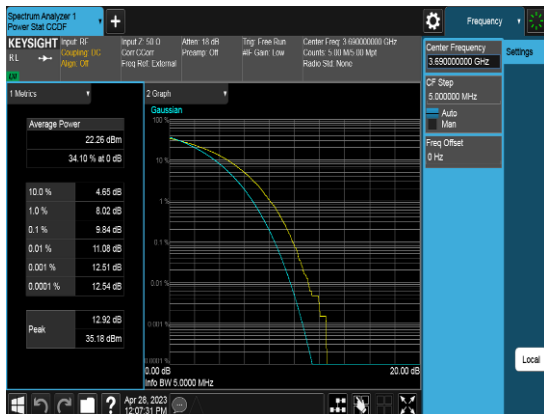 Spectrum Analyzer 1
Power Stat CCDF
+
Frequency
KEYSIGHT
Input: RF
Coupling: DC
Align: Off
Input Z: 50 Ω
Corr CCorr
Freq Ref: External
Atten: 18 dB
Preamp: Off
Trig: Free Run
#IF Gain: Low
Center Freq: 3.690000000 GHz
Counts: 5.00 M/5.00 Mpt
Radio Std: None
RL
1 Metrics
2 Graph
Gaussian
Average Power
22.26 dBm
34.10 % at 0 dB
10.0 % 4.65 dB
1.0 % 8.02 dB
0.1 % 9.84 dB
0.01 % 11.08 dB
0.001 % 12.51 dB
0.0001 % 12.54 dB
Peak
12.92 dB
35.18 dBm
100 %
10 %
1 %
0.1 %
0.01 %
0.001 %
0.0001 %
0.00 dB
20.00 dB
Info BW 5.0000 MHz
Center Frequency
3.690000000 GHz
Settings
CF Step
5.000000 MHz
Auto
Man
Freq Offset
0 Hz
Local
?
Apr 28, 2023
12:07:31 PM